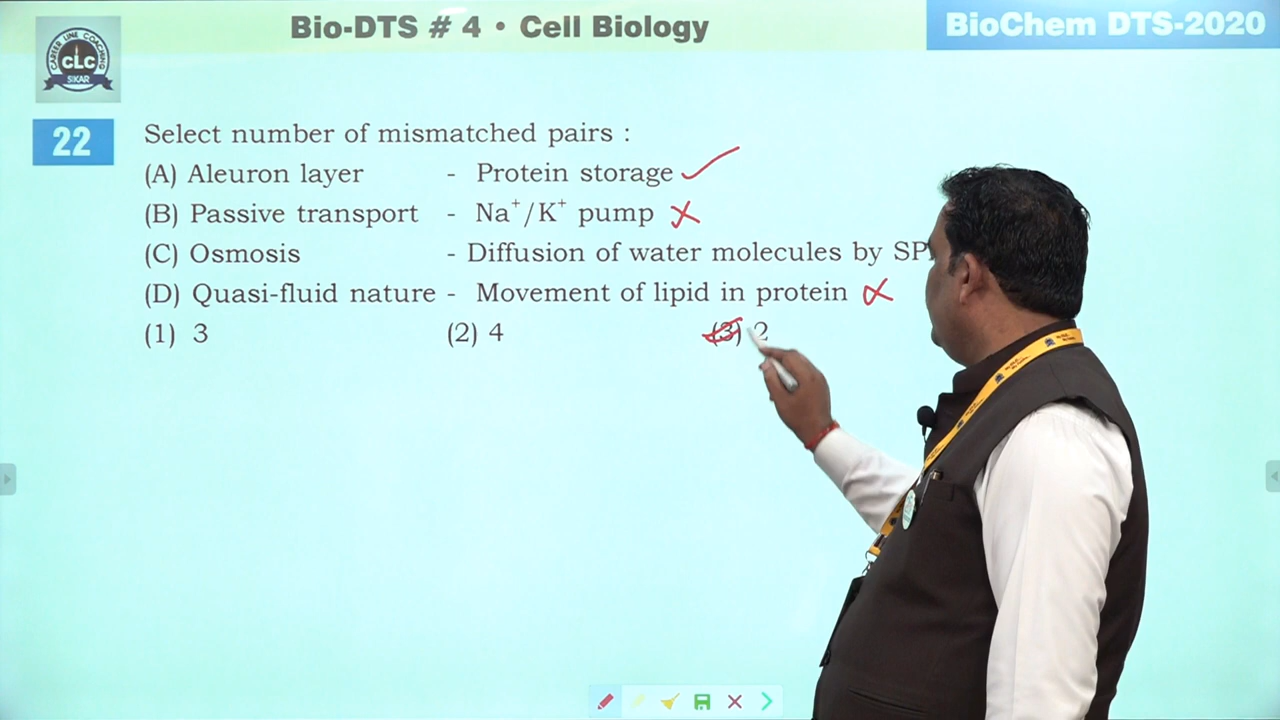 Bio-DTS # 4 • Cell Biology
BioChem DTS-2020
CAREER LINE COACHING
CLC
SIKAR
22
Select number of mismatched pairs :
(A) Aleuron layer - Protein storage
(B) Passive transport - Na⁺/K⁺ pump
(C) Osmosis - Diffusion of water molecules by
(D) Quasi-fluid nature - Movement of lipid in protein
(1) 3 (2) 4 (3) 2